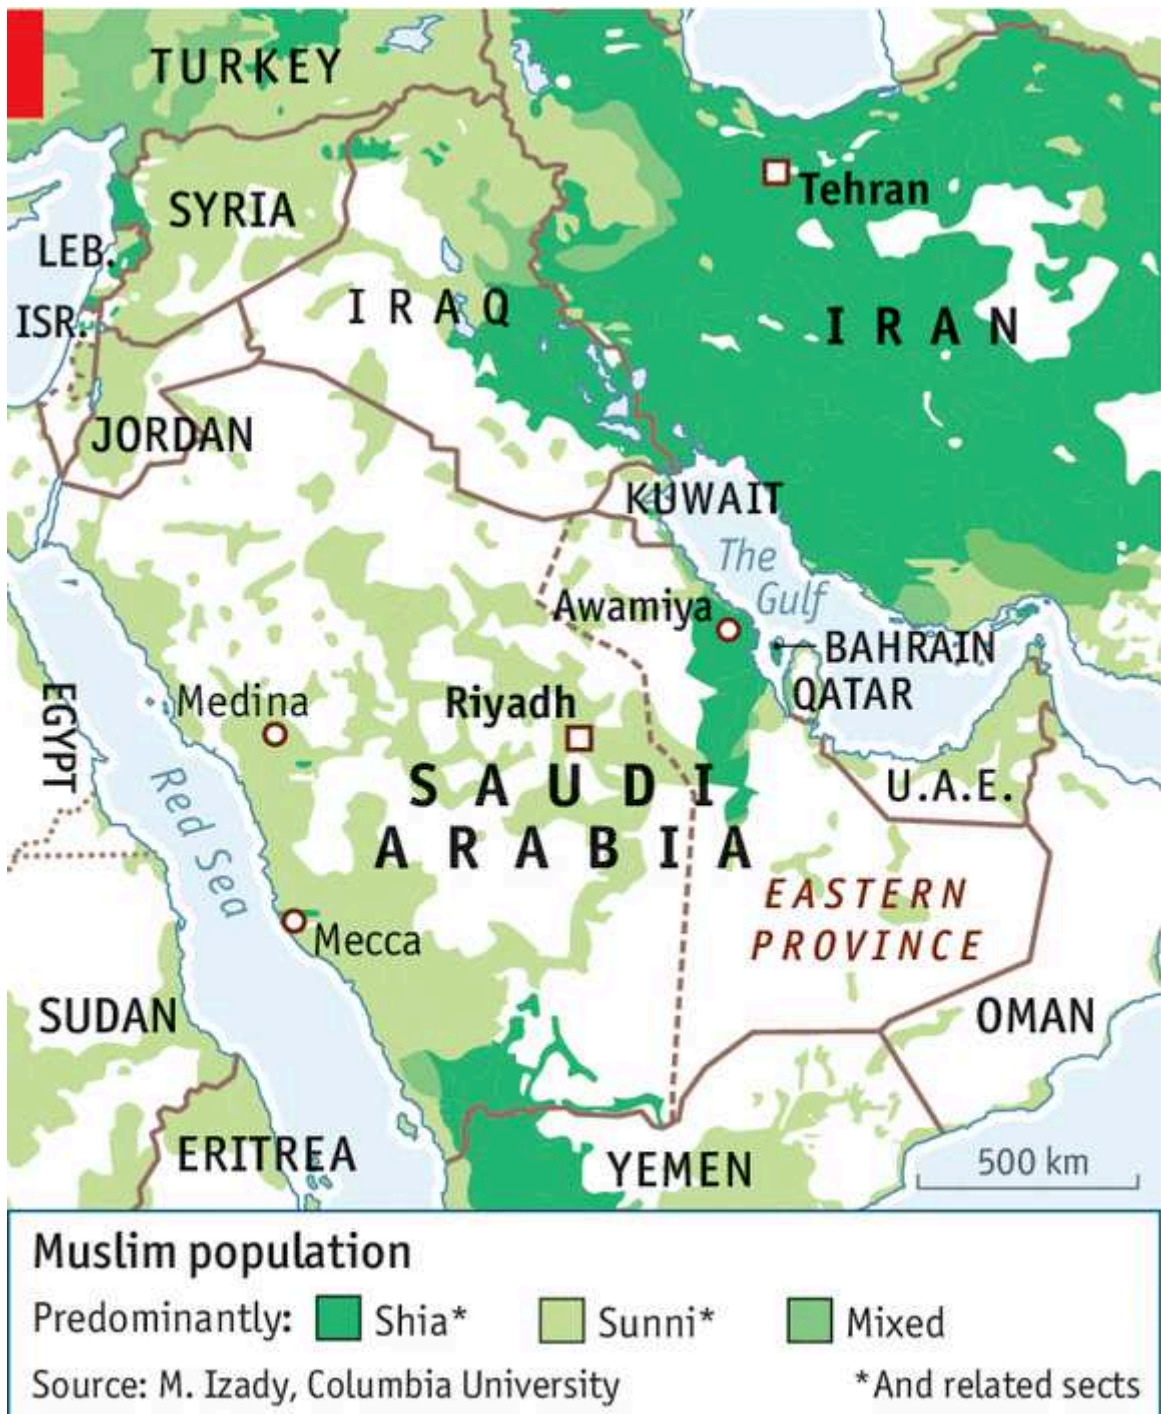 TURKEY
Tehran
SYRIA
LEB.
IRAQ
ISR.
IRAN
JORDAN
KUWAIT
The
Gulf
Awamiya
BAHRAIN
EGYPT
Medina
Riyadh
QATAR
Red Sea
SAUDI
ARABIA
U.A.E.
EASTERN
PROVINCE
Mecca
SUDAN
OMAN
ERITREA
YEMEN
500 km
Muslim population
Predominantly: Shia* Sunni* Mixed
Source: M. Izady, Columbia University *And related sects